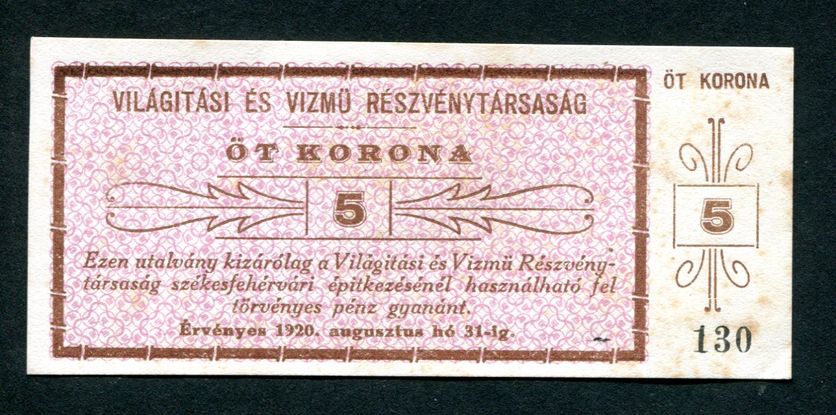 VILÁGITÁSI ÉS VIZMÜ RÉSZVÉNYTÁRSASÁG
ÖT KORONA
5
Ezen utalvány kizárólag a Világitási és Vizmü Részvény-
társaság székesfehérvári épitkezésénél használható fel
törvényes pénz gyanánt.
Érvényes 1920. augusztus hó 31-ig.
ÖT KORONA
5
130